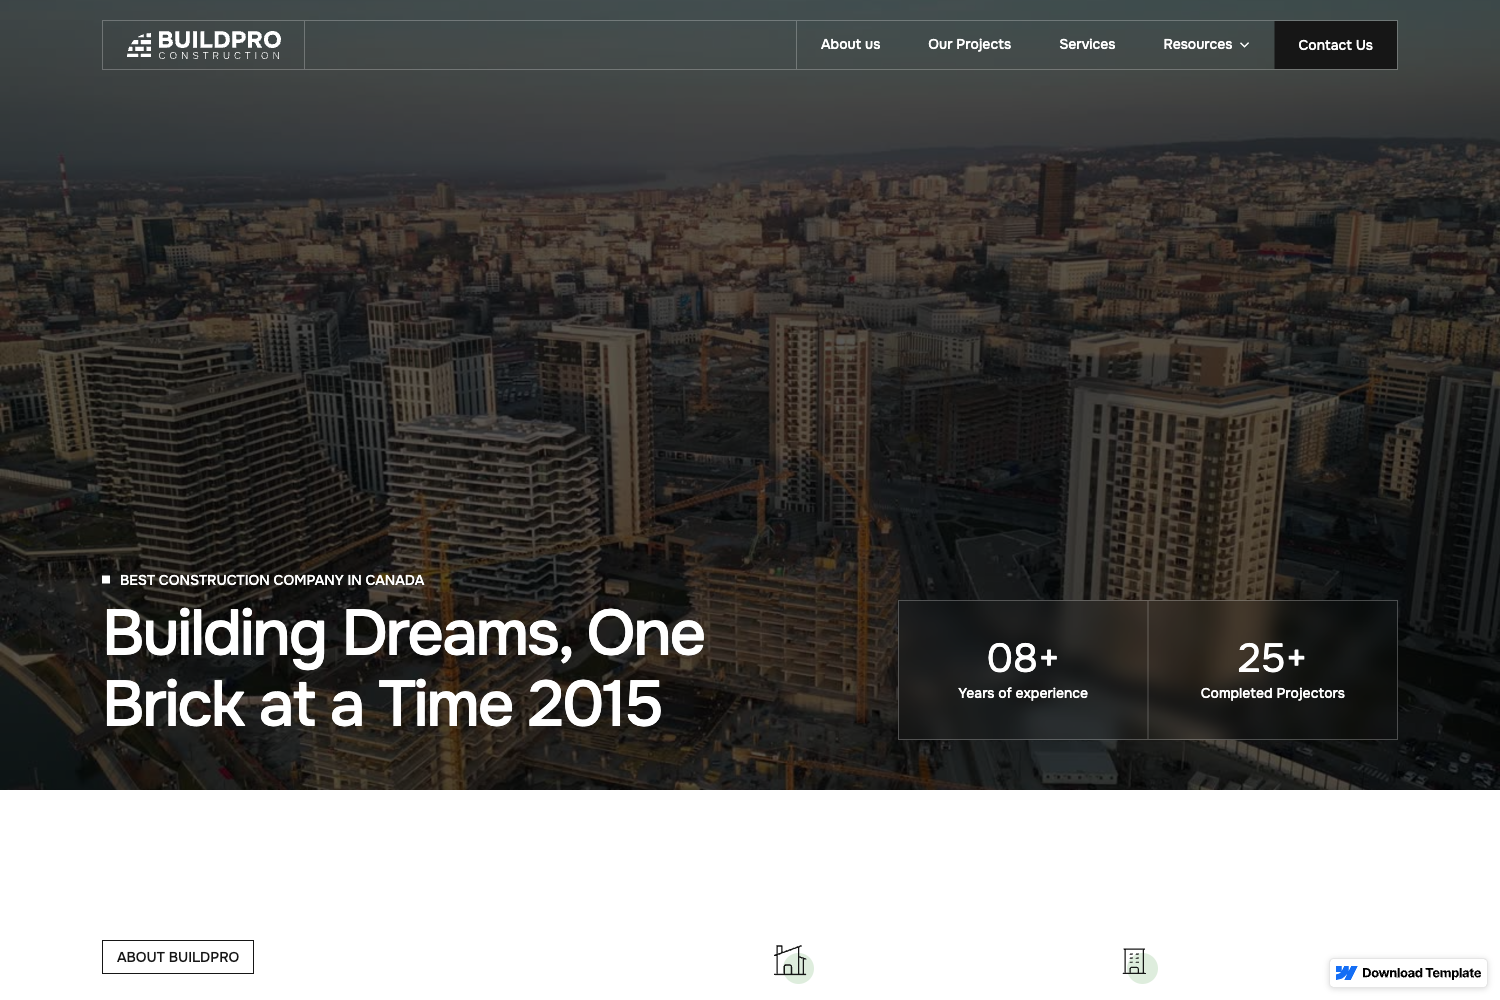 BUILDPRO
CONSTRUCTION
About us
Our Projects
Services
Resources
Contact Us
BEST CONSTRUCTION COMPANY IN CANADA
Building Dreams, One
Brick at a Time 2015
08+
Years of experience
25+
Completed Projectors
ABOUT BUILDPRO
Download Template